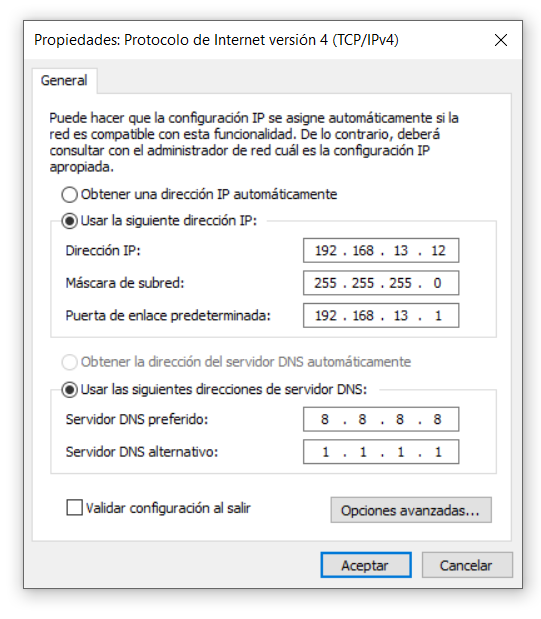 Propiedades: Protocolo de Internet versión 4 (TCP/IPv4)
General
Puede hacer que la configuración IP se asigne automáticamente si la
red es compatible con esta funcionalidad. De lo contrario, deberá
consultar con el administrador de red cuál es la configuración IP
apropiada.
Obtener una dirección IP automáticamente
Usar la siguiente dirección IP:
Dirección IP: 192 . 168 . 13 . 12
Máscara de subred: 255 . 255 . 255 . 0
Puerta de enlace predeterminada: 192 . 168 . 13 . 1
Obtener la dirección del servidor DNS automáticamente
Usar las siguientes direcciones de servidor DNS:
Servidor DNS preferido: 8 . 8 . 8 . 8
Servidor DNS alternativo: 1 . 1 . 1 . 1
Validar configuración al salir
Opciones avanzadas...
Aceptar Cancelar